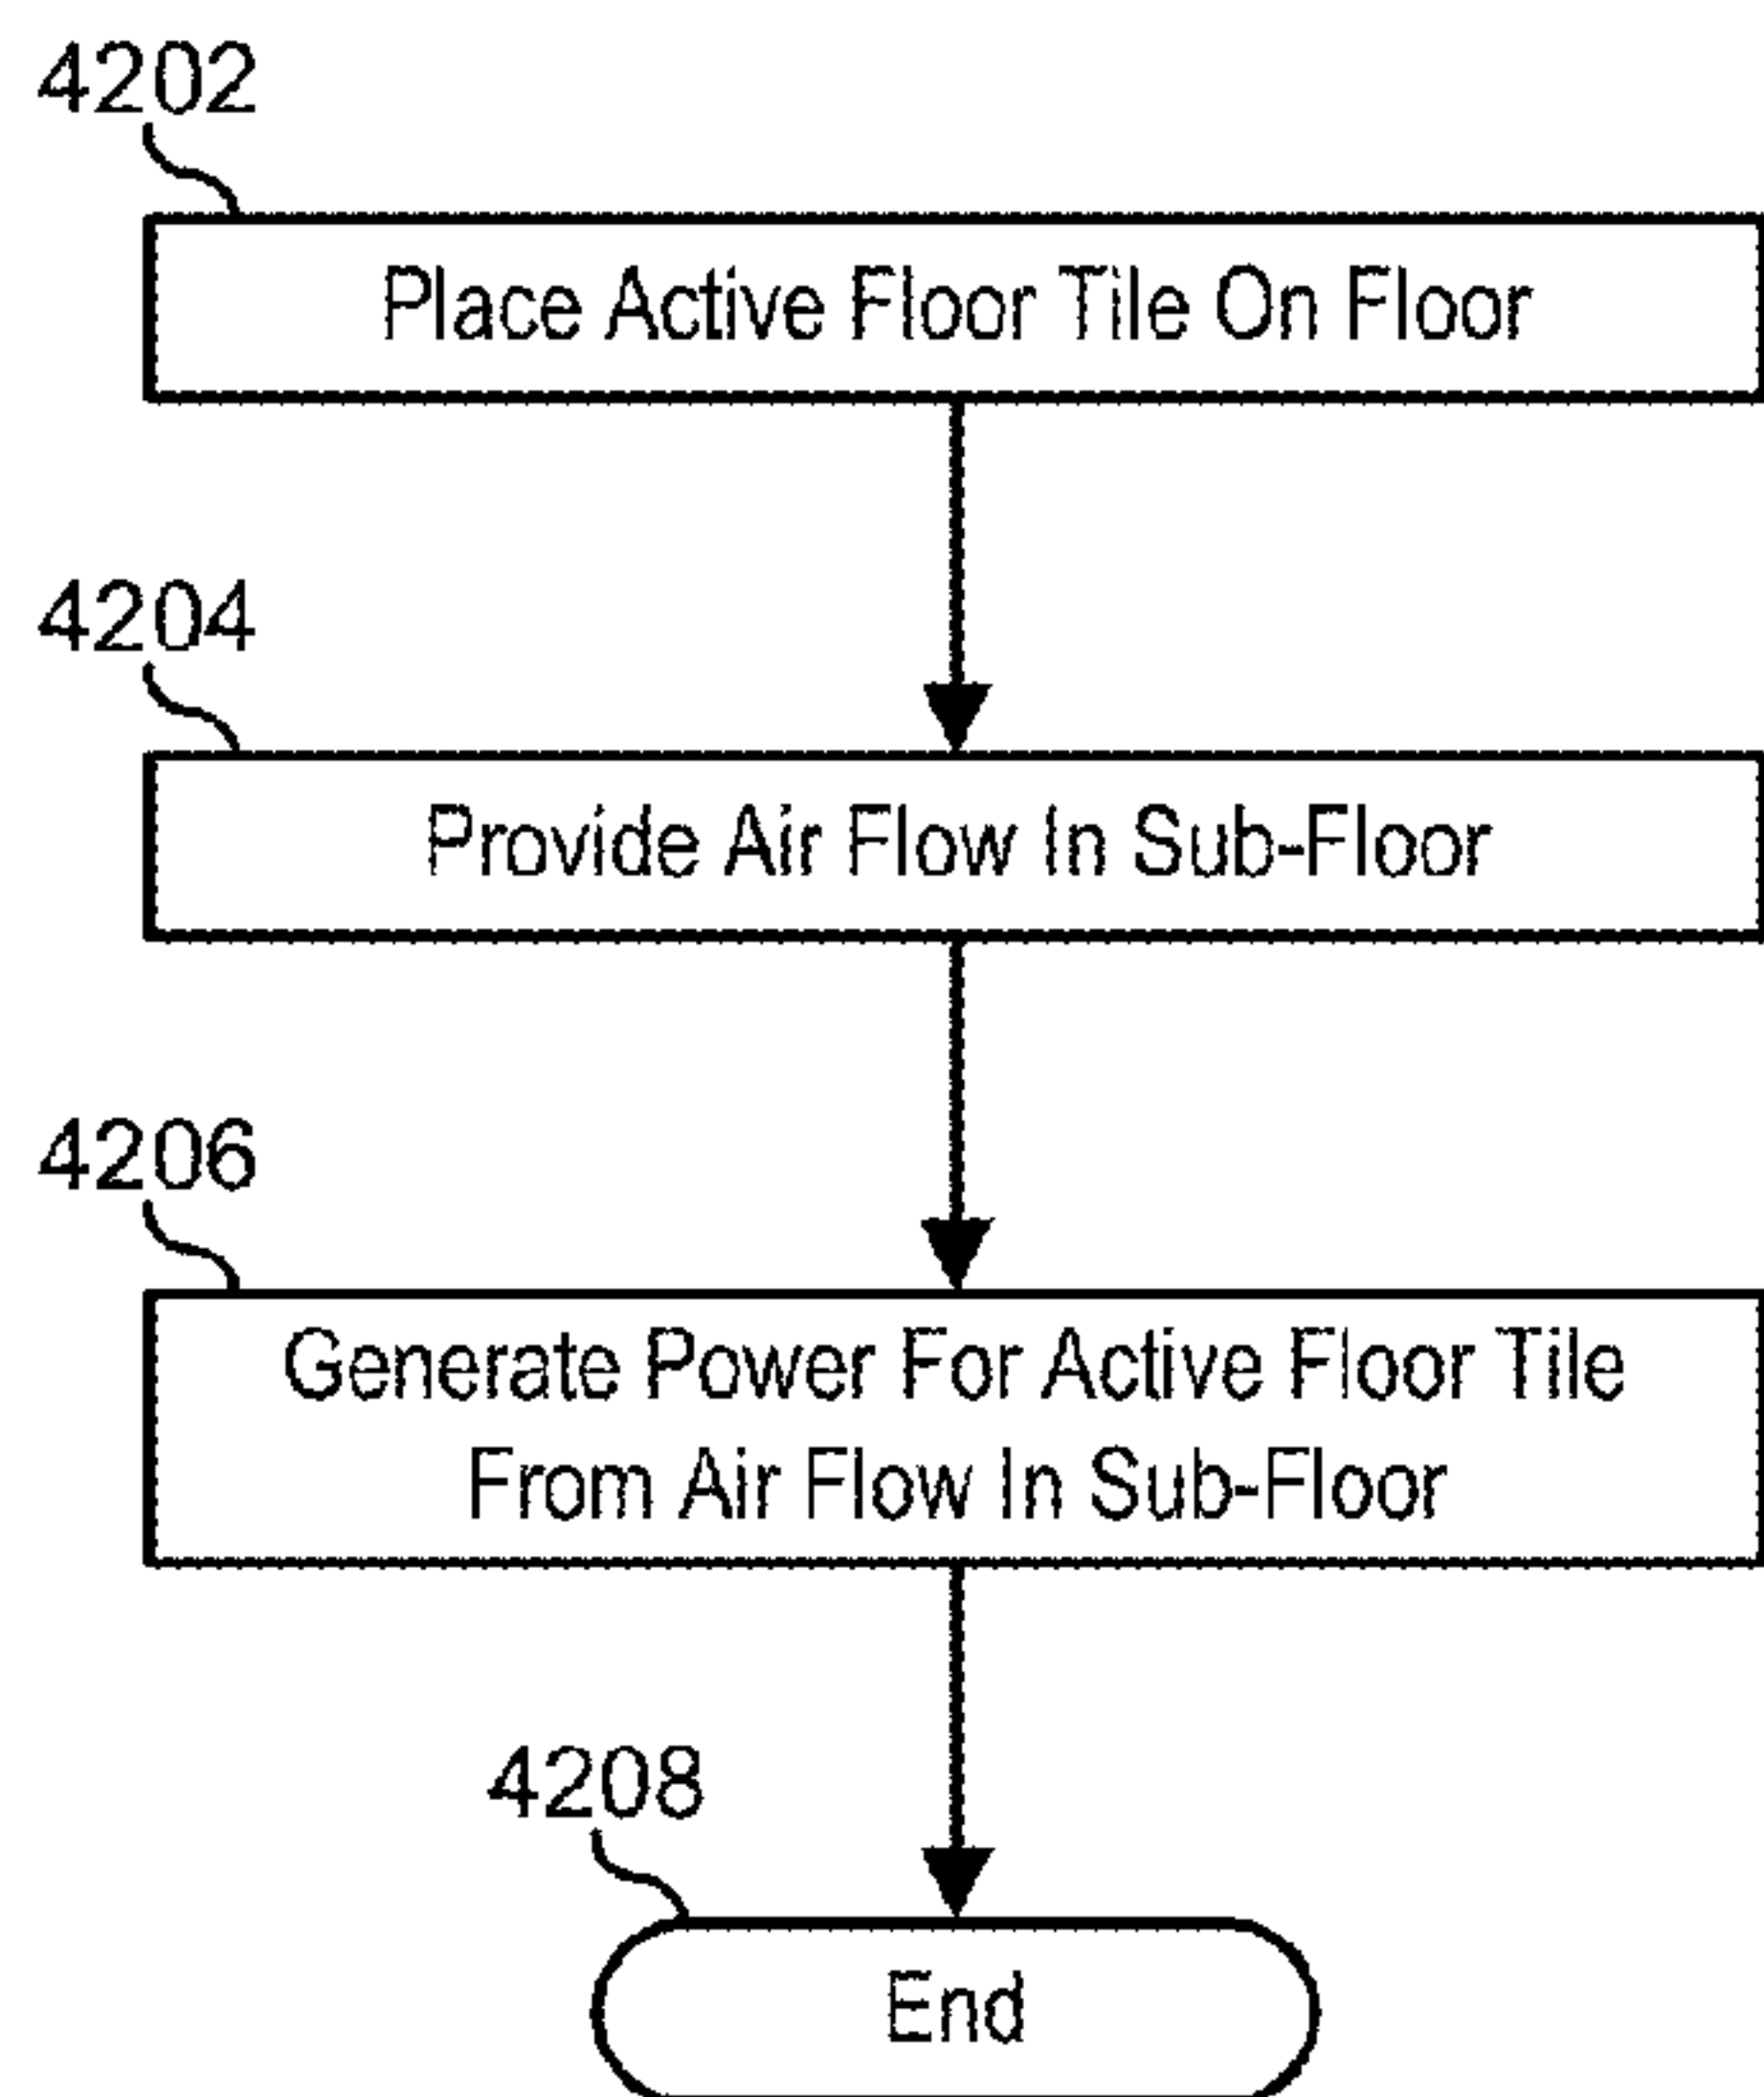 4202
Place Active Floor Tile On Floor
4204
Provide Air Flow In Sub-Floor
4206
Generate Power For Active Floor Tile
From Air Flow In Sub-Floor
4208
End